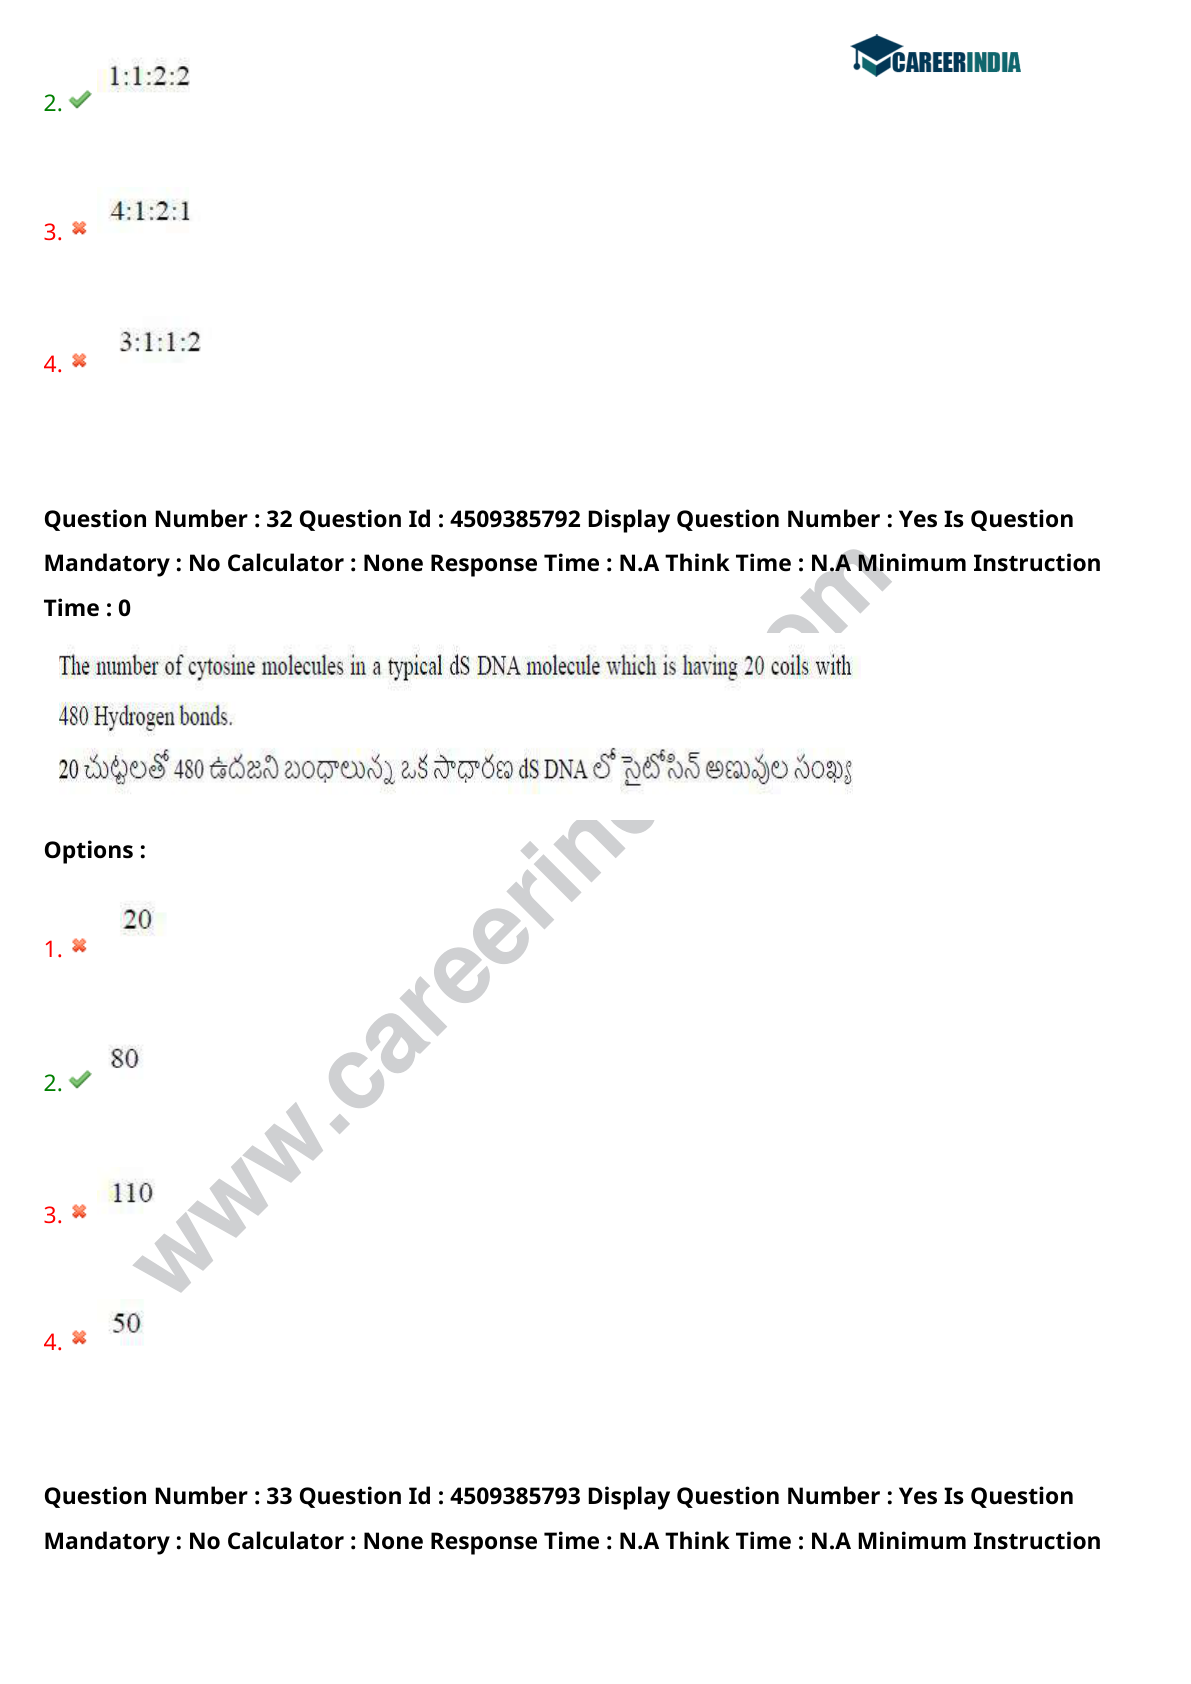 CAREERINDIA
1:1:2:2
2.
4:1:2:1
3.
3:1:1:2
4.
Question Number : 32 Question Id : 4509385792 Display Question Number : Yes Is Question
Mandatory : No Calculator : None Response Time : N.A Think Time : N.A Minimum Instruction
Time : 0
The number of cytosine molecules in a typical dS DNA molecule which is having 20 coils with
480 Hydrogen bonds.
20 చుట్టలతో 480 ఉదజని బంధాలున్న ఒక సాధారణ dS DNA లో సైటోసిన్ అణువుల సంఖ్య
Options :
20
1.
80
2.
110
3.
50
4.
Question Number : 33 Question Id : 4509385793 Display Question Number : Yes Is Question
Mandatory : No Calculator : None Response Time : N.A Think Time : N.A Minimum Instruction